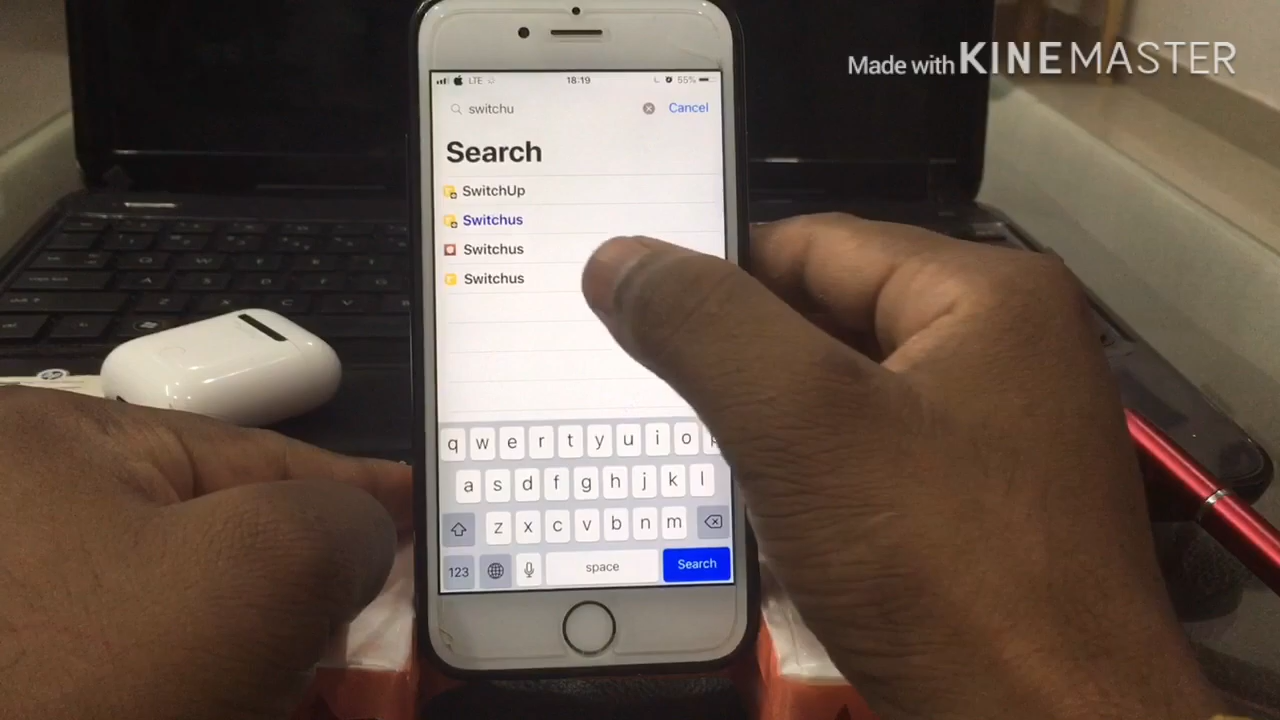 Made with KINEMASTER
LTE 18:19 55%
switchu Cancel
Search
SwitchUp
Switchus
Switchus
Switchus
q w e r t y u i o
a s d f g h j k l
z x c v b n m
123 space Search